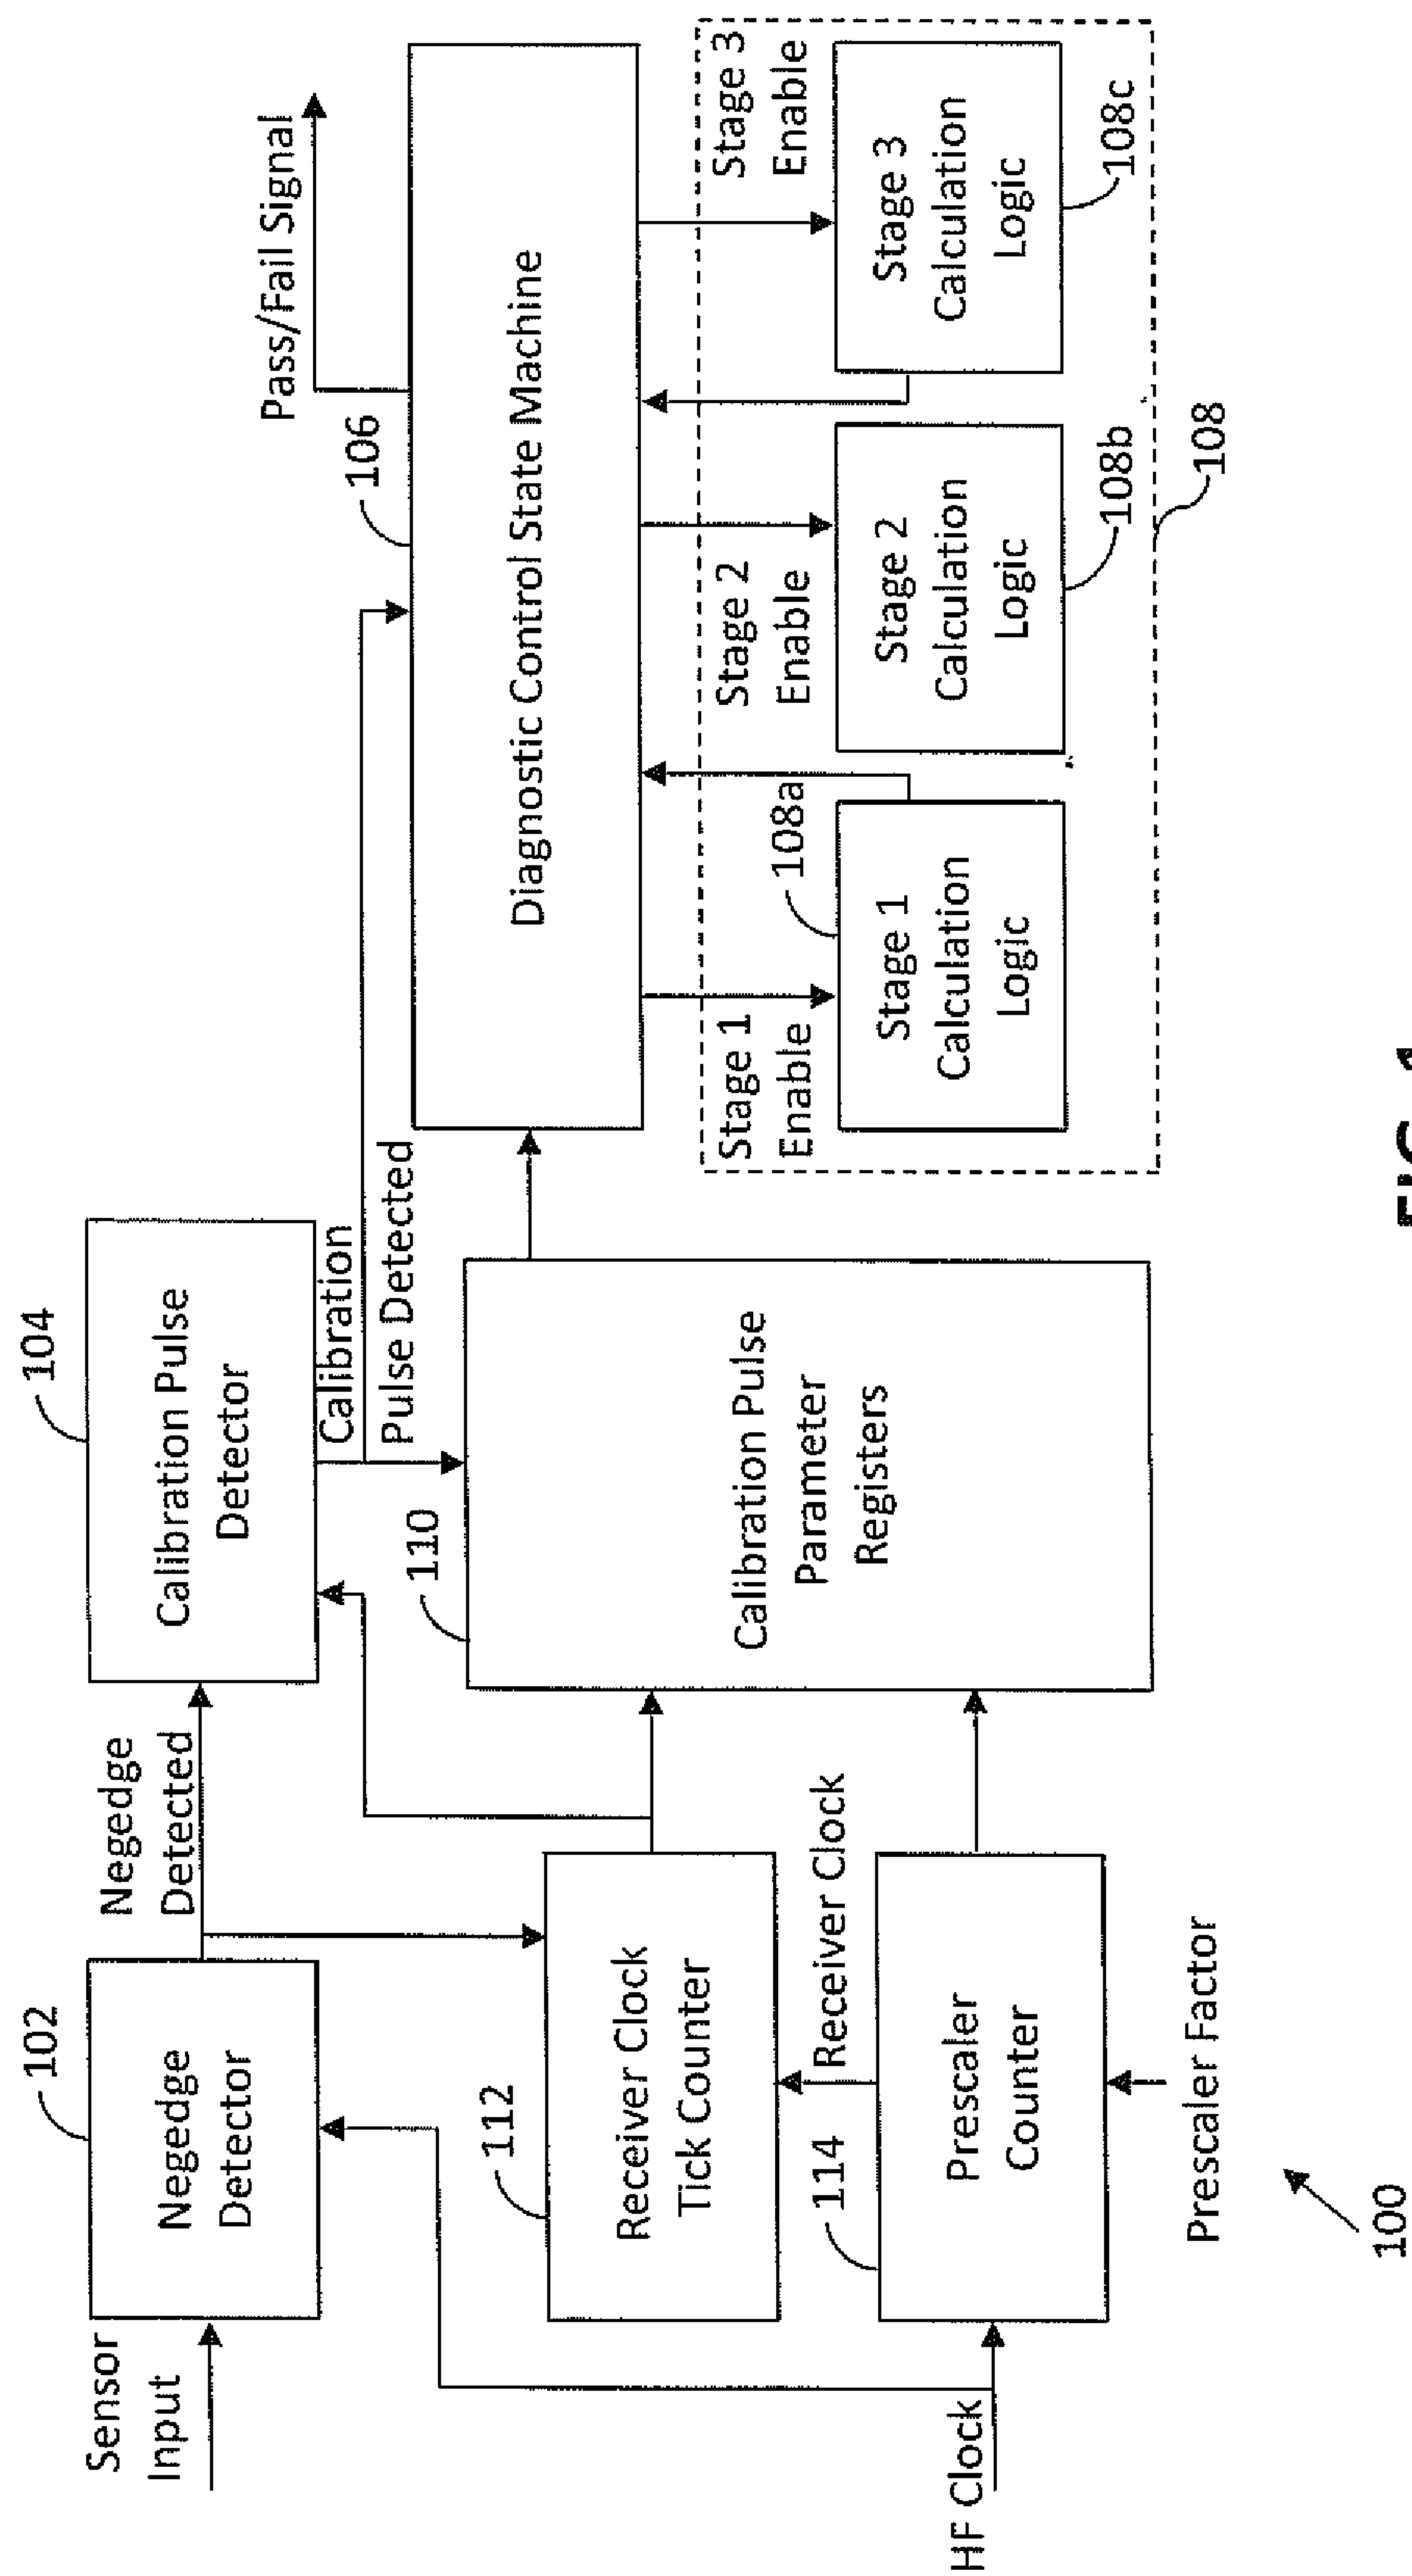 Sensor
Input
102
Negedge
Detector
Negedge
Detected
104
Calibration Pulse
Detector
Calibration
Pulse Detected
106
Pass/Fail Signal
Diagnostic Control State Machine
112
Receiver Clock
Tick Counter
Receiver Clock
HF Clock
114
Prescaler
Counter
Prescaler Factor
110
Calibration Pulse
Parameter
Registers
Stage 1
Enable
108a
Stage 1
Calculation
Logic
Stage 2
Enable
Stage 2
Calculation
Logic
108b
Stage 3
Enable
Stage 3
Calculation
Logic
108c
108
100